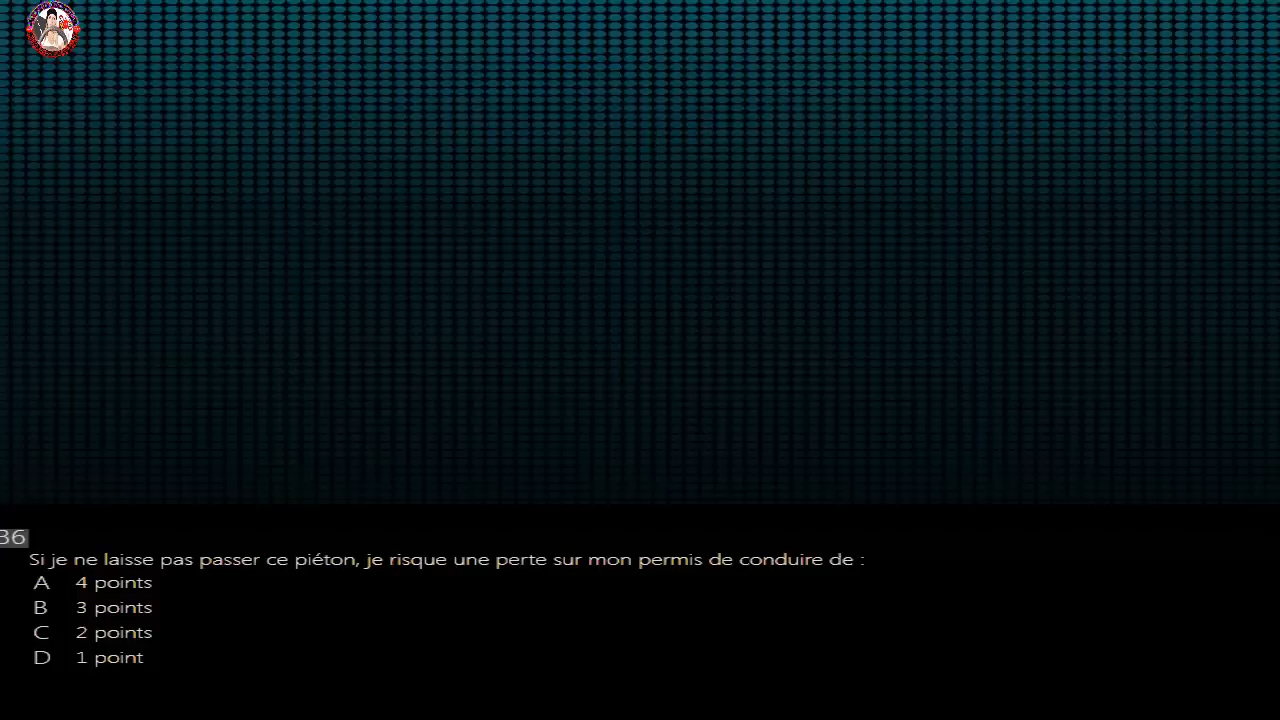 36
Si je ne laisse pas passer ce piéton, je risque une perte sur mon permis de conduire de :
A 4 points
B 3 points
C 2 points
D 1 point